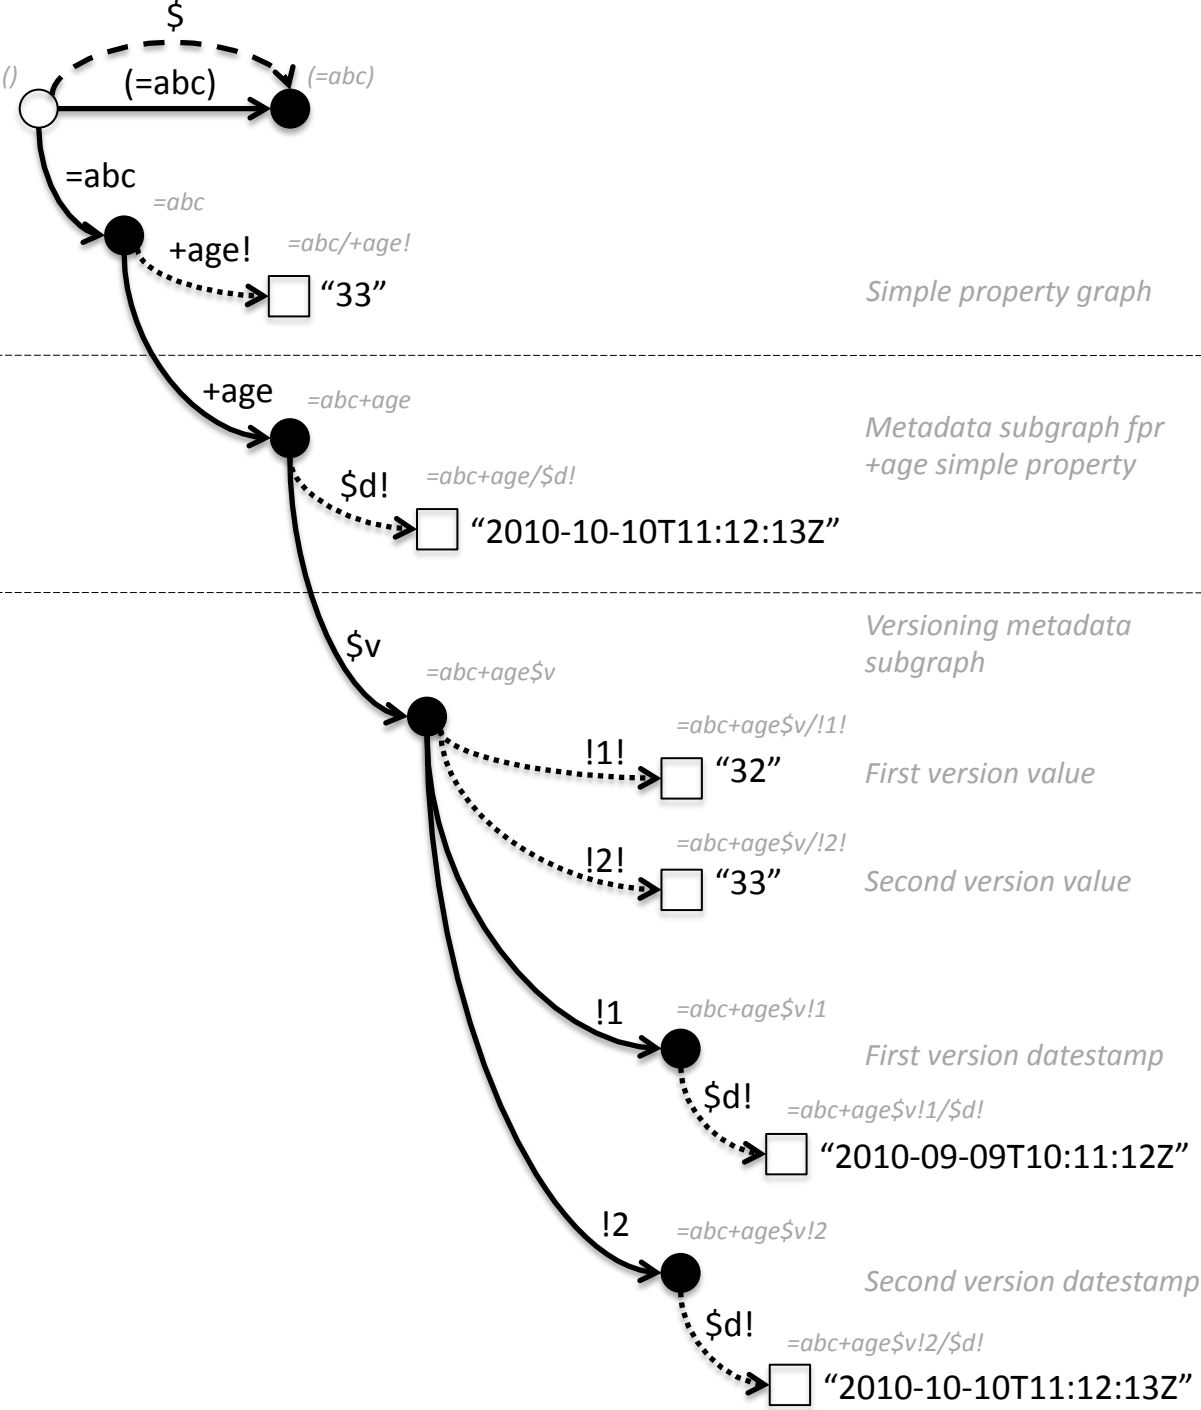 $
()
(=abc)
(=abc)
=abc
=abc
+age!
=abc/+age!
“33”
Simple property graph
+age
=abc+age
Metadata subgraph fpr
+age simple property
$d!
=abc+age/$d!
“2010-10-10T11:12:13Z”
Versioning metadata
subgraph
$v
=abc+age$v
=abc+age$v/!1!
!1!
“32”
First version value
=abc+age$v/!2!
!2!
“33”
Second version value
!1
=abc+age$v!1
First version datestamp
$d!
=abc+age$v!1/$d!
“2010-09-09T10:11:12Z”
!2
=abc+age$v!2
Second version datestamp
$d!
=abc+age$v!2/$d!
“2010-10-10T11:12:13Z”